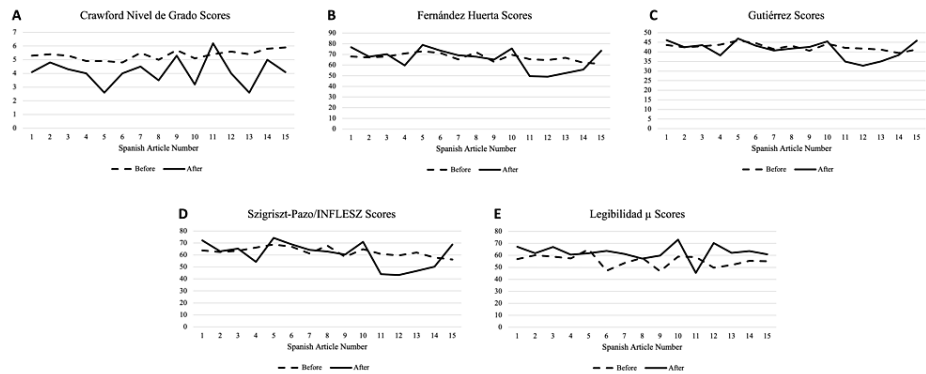 A
Crawford Nivel de Grado Scores
7
6
5
4
3
2
1
0
1 2 3 4 5 6 7 8 9 10 11 12 13 14 15
Spanish Article Number
Before After
B
Fernández Huerta Scores
90
80
70
60
50
40
30
20
10
0
1 2 3 4 5 6 7 8 9 10 11 12 13 14 15
Spanish Article Number
Before After
C
Gutiérrez Scores
50
45
40
35
30
25
20
15
10
5
0
1 2 3 4 5 6 7 8 9 10 11 12 13 14 15
Spanish Article Number
Before After
D
Szigriszt-Pazo/INFLESZ Scores
80
70
60
50
40
30
20
10
0
1 2 3 4 5 6 7 8 9 10 11 12 13 14 15
Spanish Article Number
Before After
E
Legibilidad µ Scores
80
70
60
50
40
30
20
10
0
1 2 3 4 5 6 7 8 9 10 11 12 13 14 15
Spanish Article Number
Before After